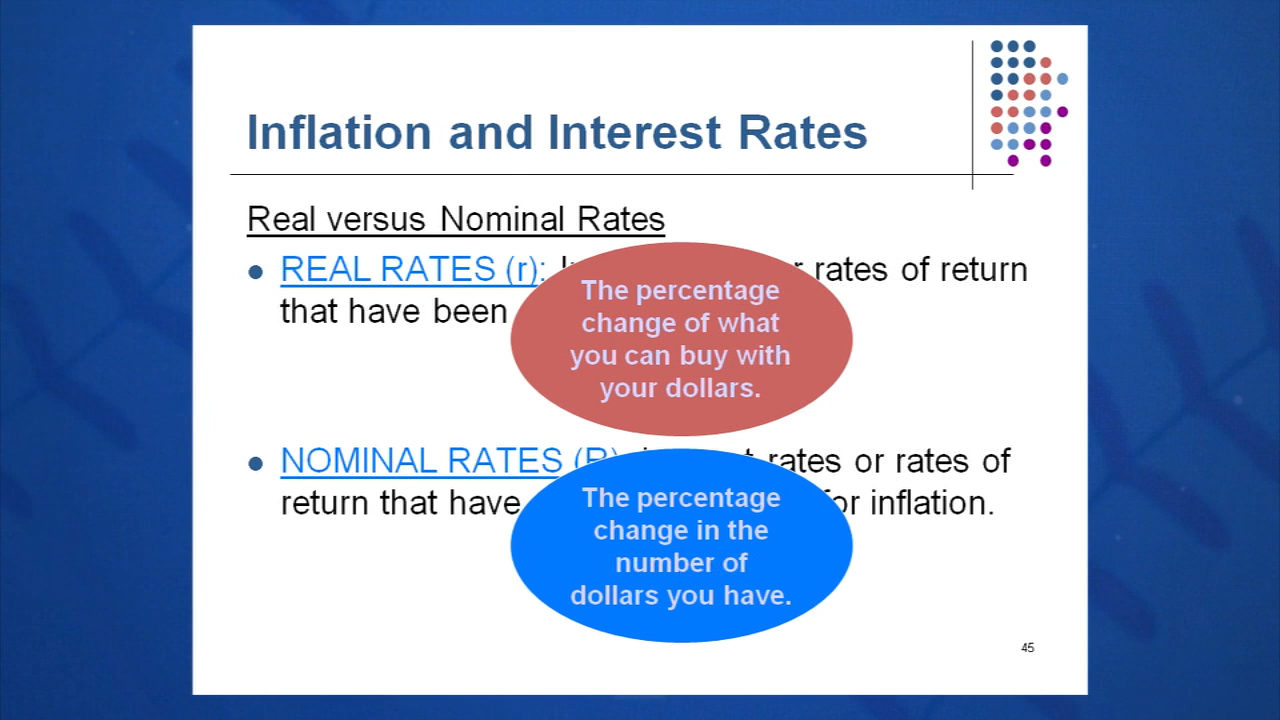 Inflation and Interest Rates
Real versus Nominal Rates
REAL RATES (r): rates of return
that have been
The percentage
change of what
you can buy with
your dollars.
NOMINAL RATES (R) rates or rates of
return that have for inflation.
The percentage
change in the
number of
dollars you have.
45